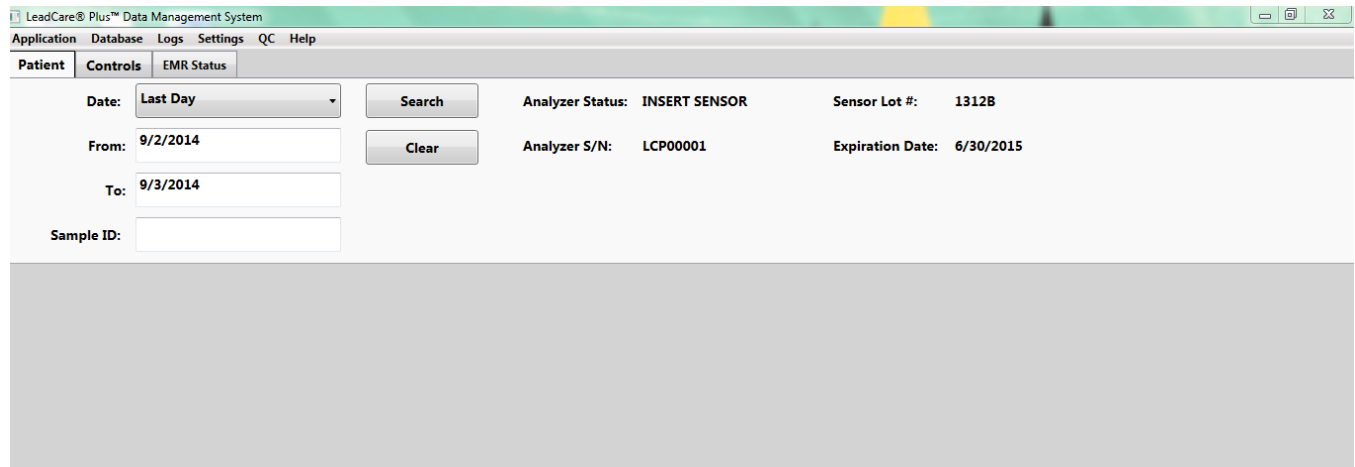 LeadCare® Plus™ Data Management System
Application Database Logs Settings QC Help
Patient Controls EMR Status
Date: Last Day Search Analyzer Status: INSERT SENSOR Sensor Lot #: 1312B
From: 9/2/2014 Clear Analyzer S/N: LCP00001 Expiration Date: 6/30/2015
To: 9/3/2014
Sample ID: